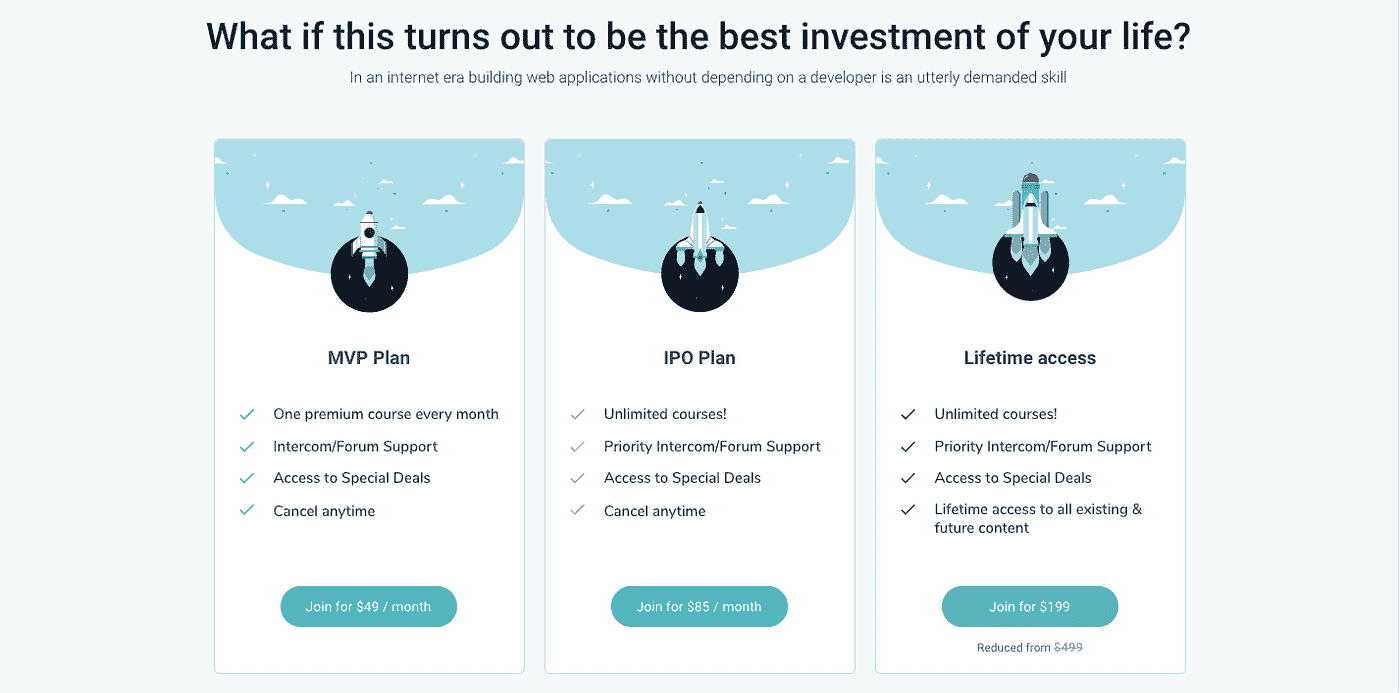 What if this turns out to be the best investment of your life?
In an internet era building web applications without depending on a developer is an utterly demanded skill
MVP Plan
One premium course every month
Intercom/Forum Support
Access to Special Deals
Cancel anytime
Join for $49 / month
IPO Plan
Unlimited courses!
Priority Intercom/Forum Support
Access to Special Deals
Cancel anytime
Join for $85 / month
Lifetime access
Unlimited courses!
Priority Intercom/Forum Support
Access to Special Deals
Lifetime access to all existing &
future content
Join for $199
Reduced from $499